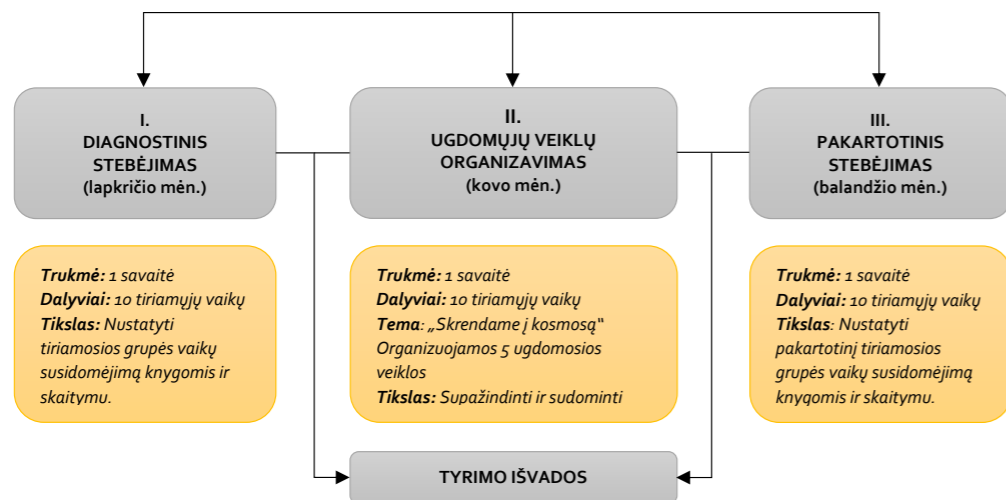 I.
DIAGNOSTINIS
STEBĖJIMAS
(lapkričio mėn.)
II.
UGDOMŲJŲ VEIKLŲ
ORGANIZAVIMAS
(kovo mėn.)
III.
PAKARTOTINIS
STEBĖJIMAS
(balandžio mėn.)
Trukmė: 1 savaitė
Dalyviai: 10 tiriamųjų vaikų
Tikslas: Nustatyti
tiriamosios grupės vaikų
susidomėjimą knygomis ir
skaitymu.
Trukmė: 1 savaitė
Dalyviai: 10 tiriamųjų vaikų
Tema: „Skrendame į kosmosą“
Organizuojamos 5 ugdomosios
veiklos
Tikslas: Supažindinti ir sudominti
Trukmė: 1 savaitė
Dalyviai: 10 tiriamųjų vaikų
Tikslas: Nustatyti
pakartotinį tiriamosios
grupės vaikų susidomėjimą
knygomis ir skaitymu.
TYRIMO IŠVADOS